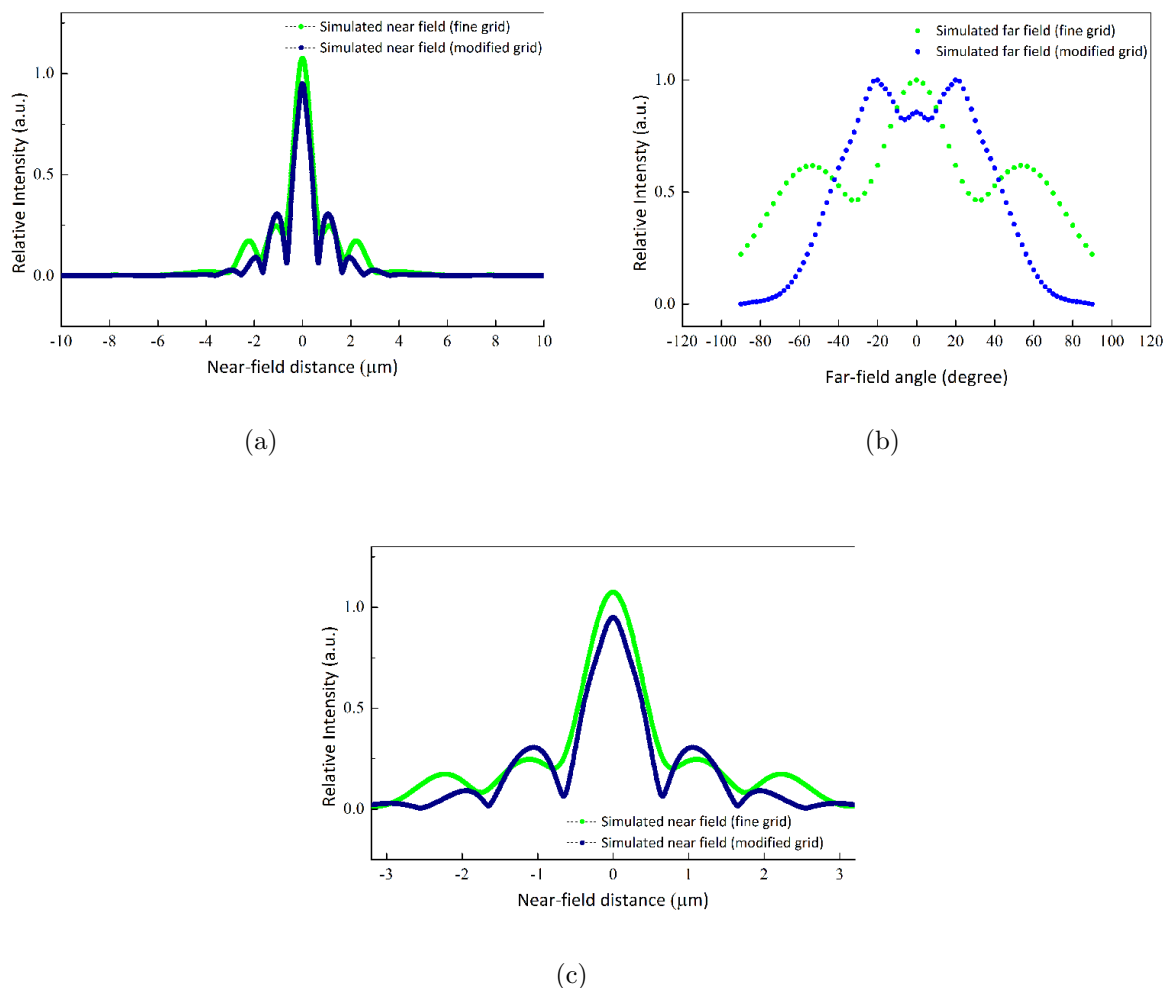 Simulated near field (fine grid)
Simulated near field (modified grid)
Relative Intensity (a.u.)
1.0
0.5
0.0
-10 -8 -6 -4 -2 0 2 4 6 8 10
Near-field distance (μm)
(a)
Simulated far field (fine grid)
Simulated far field (modified grid)
Relative Intensty (a.u.)
1.0
0.5
0.0
-120 -100 -80 -60 -40 -20 0 20 40 60 80 100 120
Far-field angle (degree)
(b)
Relative Intensity (a.u.)
1.0
0.5
0.0
Simulated near field (fine grid)
Simulated near field (modified grid)
-3 -2 -1 0 1 2 3
Near-field distance (μm)
(c)